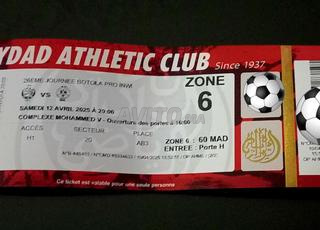 YDAD ATHLETIC CLUB Since 1937
26EME JOURNEE BOTOLA PRO INWI
VS
ZONE
6
SAMEDI 12 AVRIL 2025 A 20:06
COMPLEXE MOHAMMED V - Ouverture des portes à 16:00
ACCÈS SECTEUR PLACE
H1 20 AB3
ZONE 6 : 60 MAD
ENTREE : Porte H
Ce ticket est valable pour une seule personne